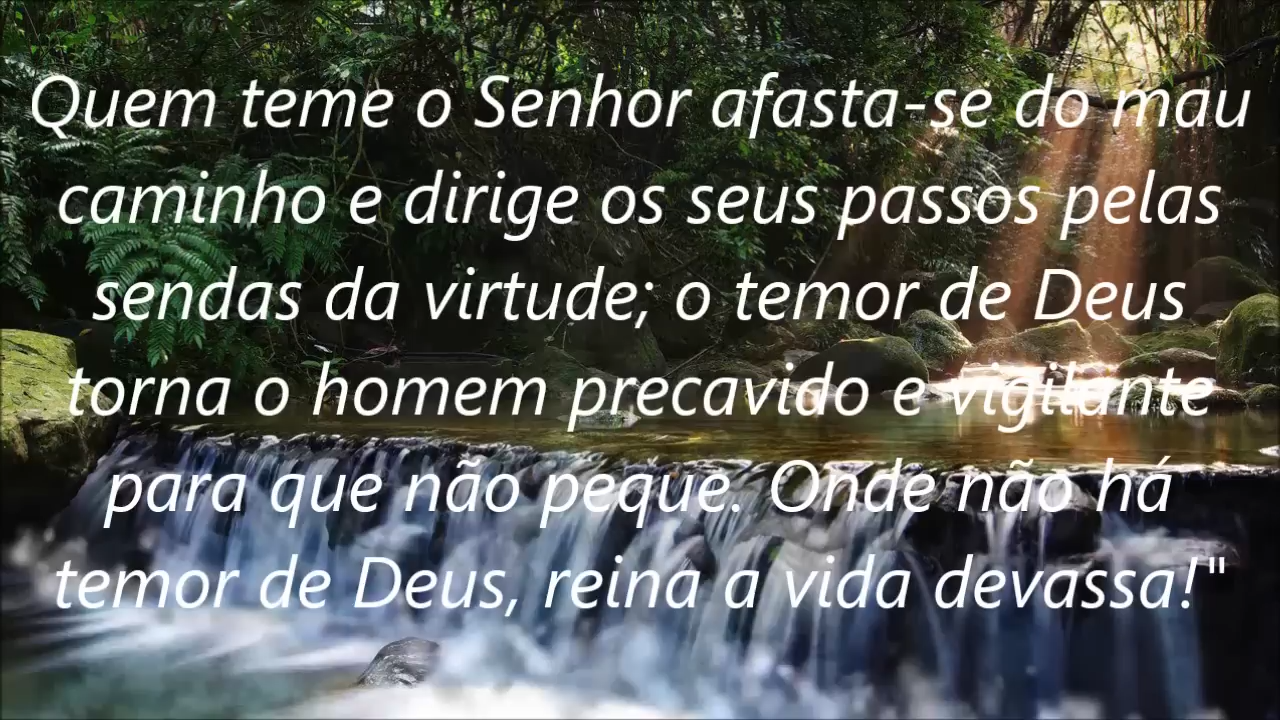 Quem teme o Senhor afasta-se do mau
caminho e dirige os seus passos pelas
sendas da virtude; o temor de Deus
torna o homem precavido e vigilante
para que não peque. Onde não há
temor de Deus, reina a vida devassa!"